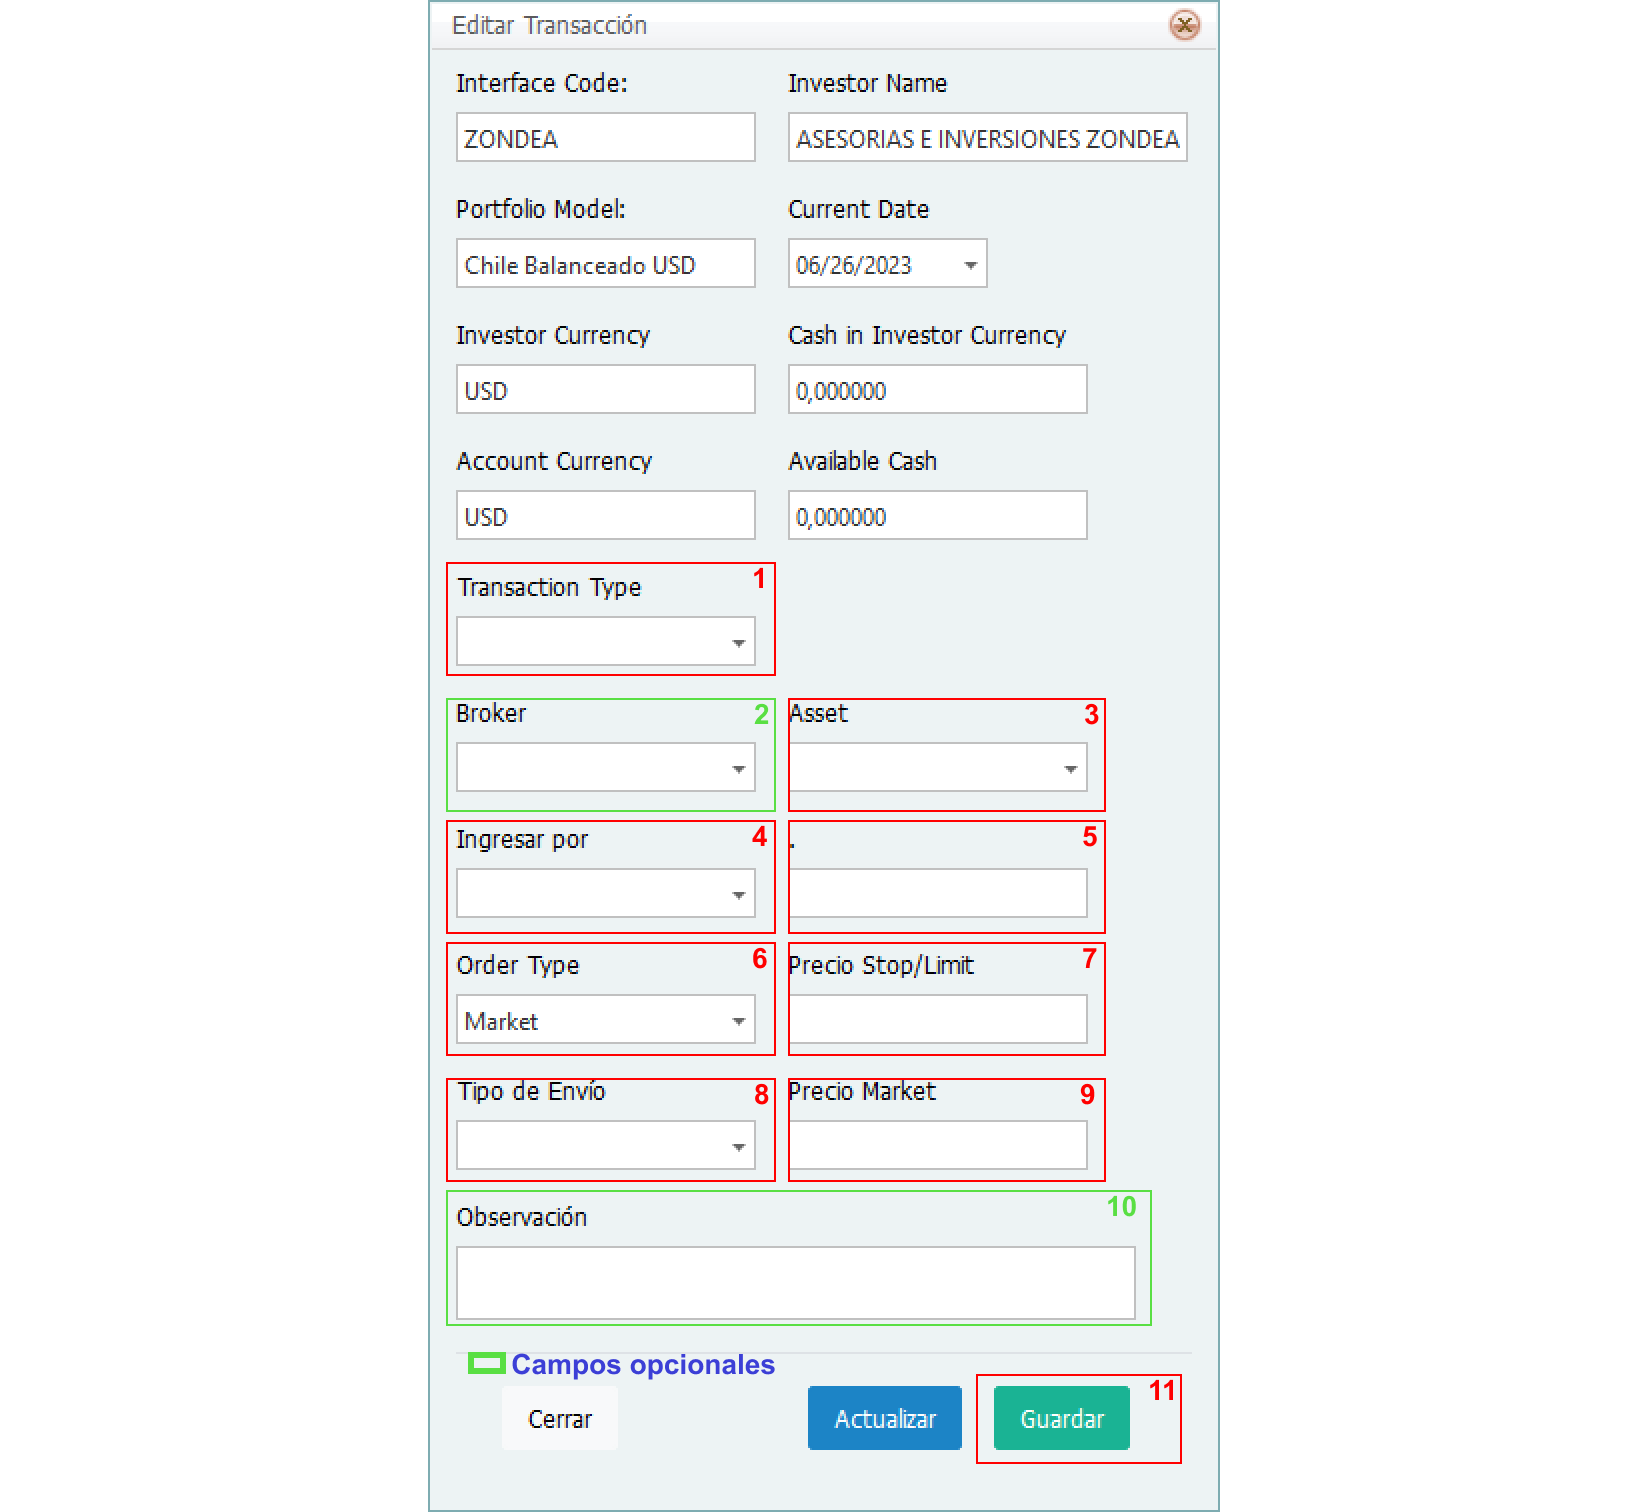 Editar Transacción
Interface Code: Investor Name
ZONDEA ASESORIAS E INVERSIONES ZONDEA
Portfolio Model: Current Date
Chile Balanceado USD 06/26/2023
Investor Currency Cash in Investor Currency
USD 0,000000
Account Currency Available Cash
USD 0,000000
Transaction Type 1
Broker 2 Asset 3
Ingresar por 4 . 5
Order Type 6 Precio Stop/Limit 7
Market
Tipo de Envío 8 Precio Market 9
Observación 10
Campos opcionales
Cerrar Actualizar Guardar 11